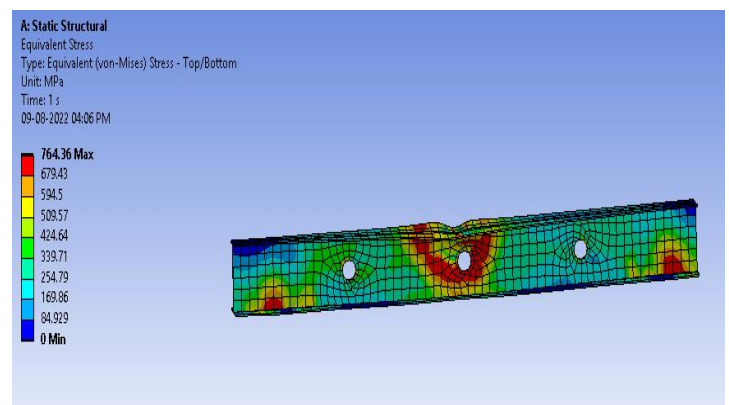 A: Static Structural
Equivalent Stress
Type: Equivalent (von-Mises) Stress - Top/Bottom
Unit: MPa
Time: 1 s
09-08-2022 04:06 PM
764.36 Max
679.43
594.5
509.57
424.64
339.71
254.79
169.86
84.929
0 Min